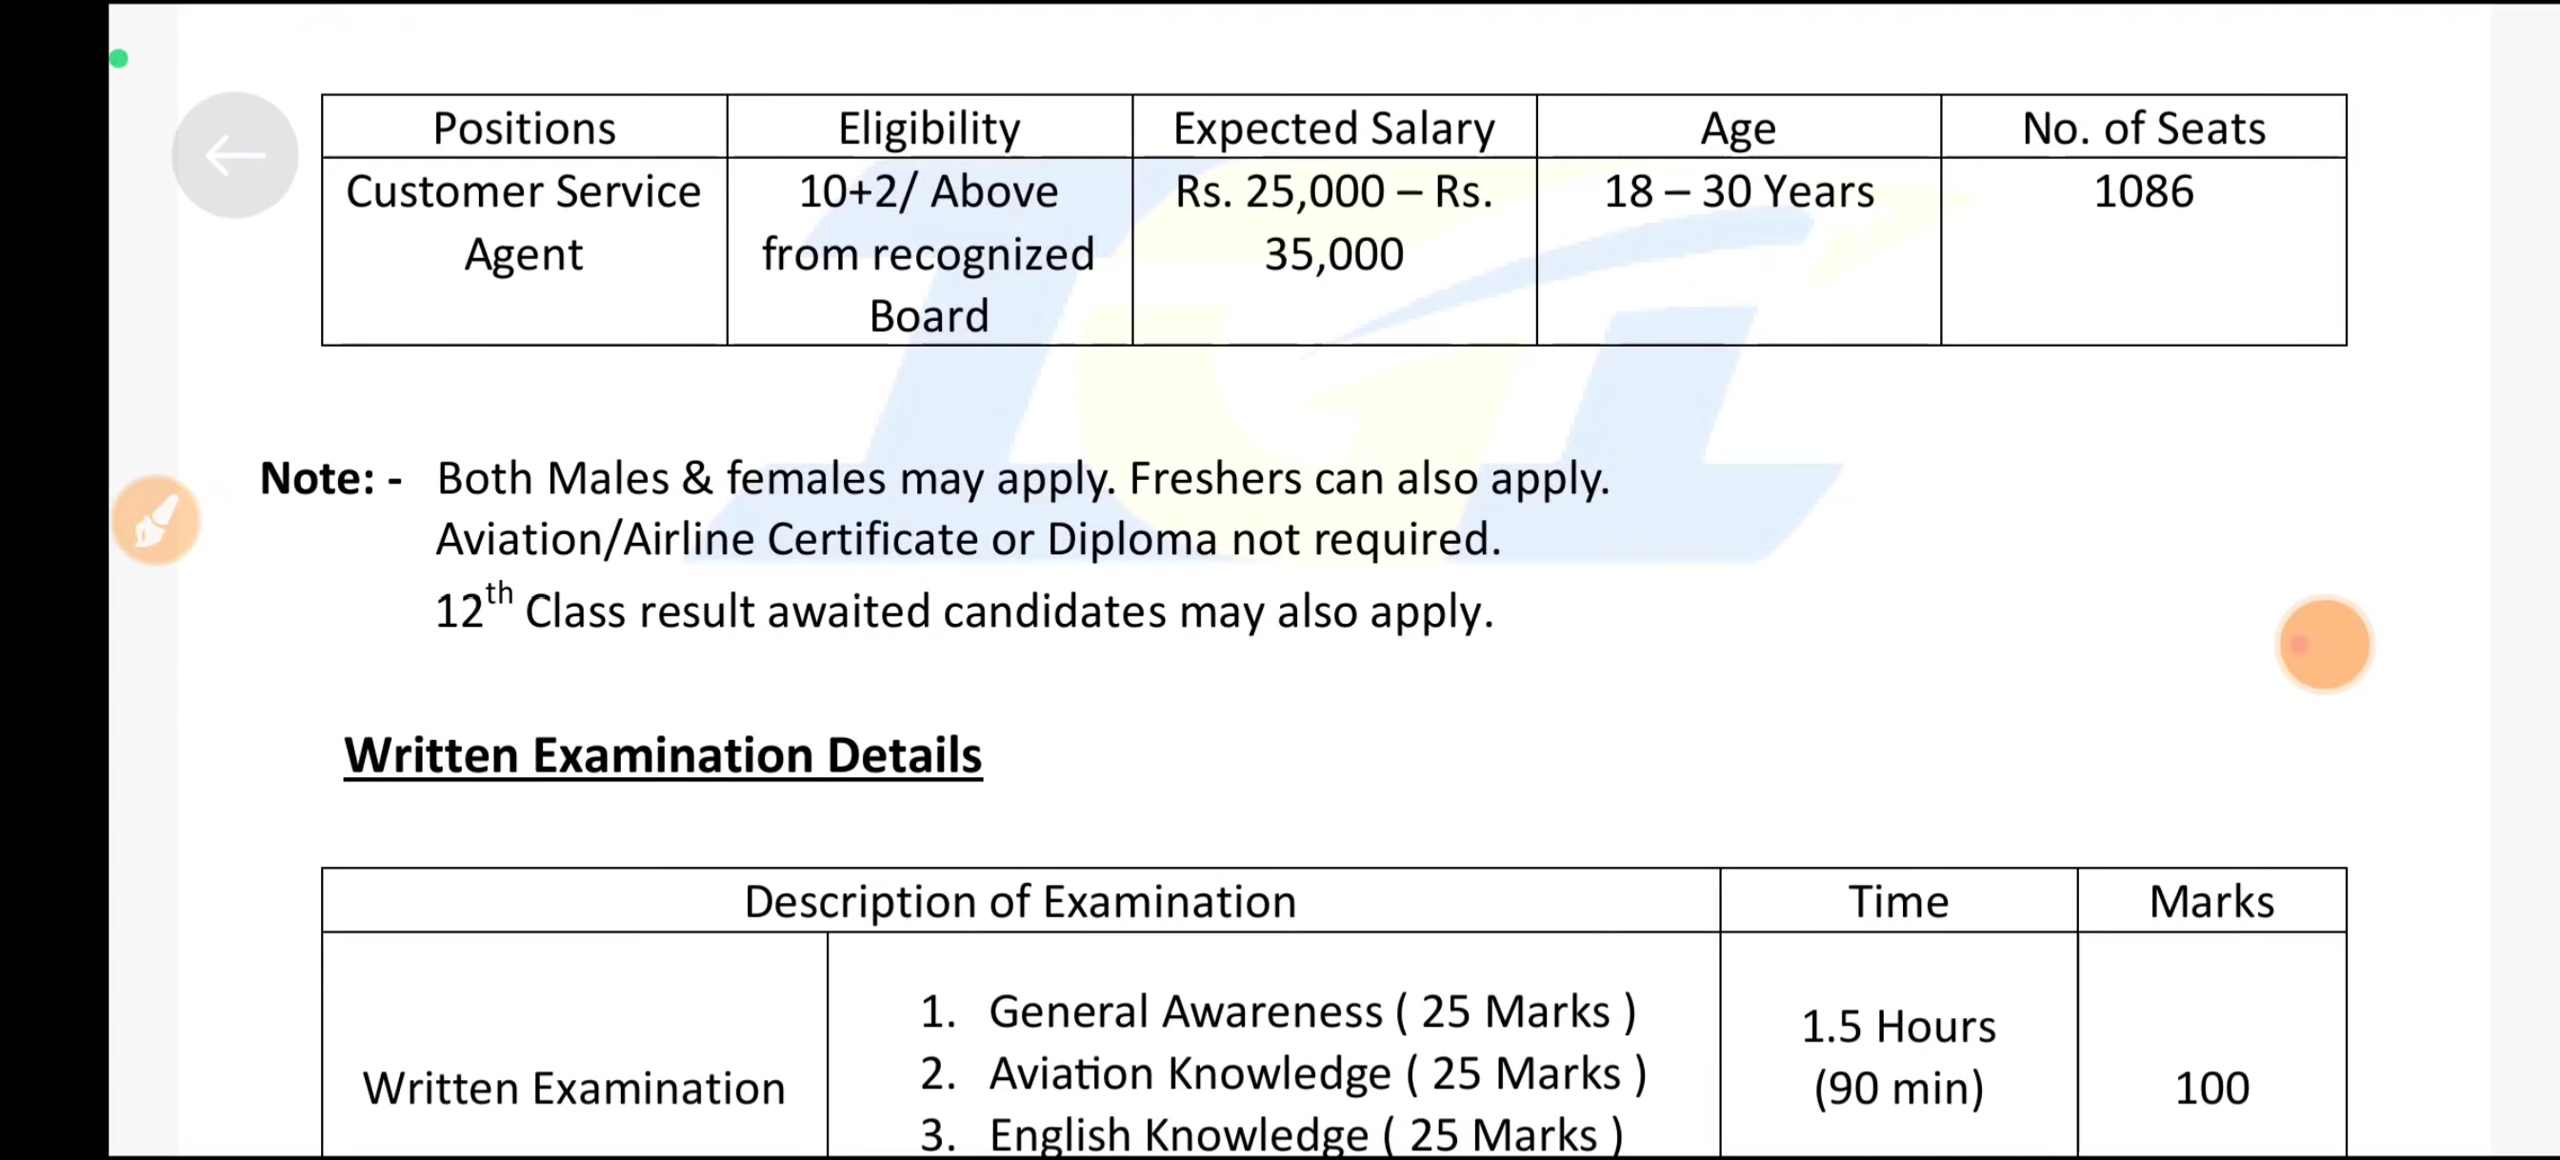 Positions Eligibility Expected Salary Age No. of Seats
Customer Service 10+2/ Above Rs. 25,000 – Rs. 18 – 30 Years 1086
Agent from recognized 35,000
Board
Note: - Both Males & females may apply. Freshers can also apply.
Aviation/Airline Certificate or Diploma not required.
12th Class result awaited candidates may also apply.
Written Examination Details
Description of Examination Time Marks
1. General Awareness ( 25 Marks )
1.5 Hours
2. Aviation Knowledge ( 25 Marks )
Written Examination (90 min) 100
3. English Knowledge ( 25 Marks )